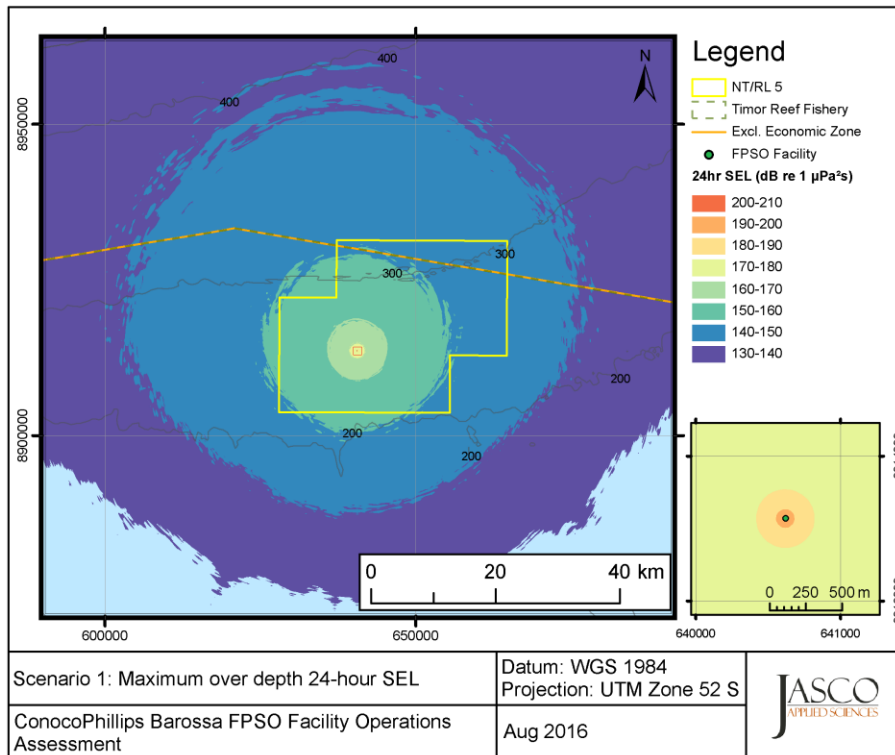 400
400
N
8950000
300
300
200
200
200
8900000
0 20 40 km
600000 650000
Legend
NT/RL 5
Timor Reef Fishery
Excl. Economic Zone
FPSO Facility
24hr SEL (dB re 1 µPa²s)
200-210
190-200
180-190
170-180
160-170
150-160
140-150
130-140
0 250 500 m
640000 641000
Scenario 1: Maximum over depth 24-hour SEL
Datum: WGS 1984
Projection: UTM Zone 52 S
ConocoPhillips Barossa FPSO Facility Operations
Assessment
Aug 2016
JASCO
APPLIED SCIENCES